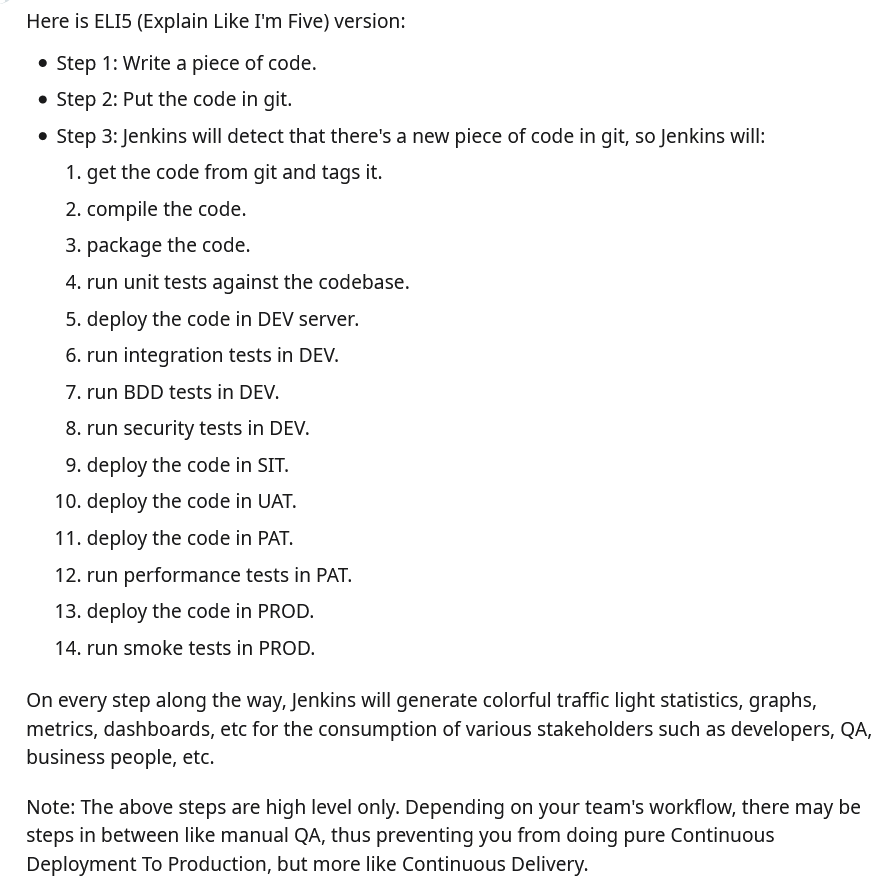 Here is ELI5 (Explain Like I'm Five) version:
● Step 1: Write a piece of code.
● Step 2: Put the code in git.
● Step 3: Jenkins will detect that there's a new piece of code in git, so Jenkins will:
1. get the code from git and tags it.
2. compile the code.
3. package the code.
4. run unit tests against the codebase.
5. deploy the code in DEV server.
6. run integration tests in DEV.
7. run BDD tests in DEV.
8. run security tests in DEV.
9. deploy the code in SIT.
10. deploy the code in UAT.
11. deploy the code in PAT.
12. run performance tests in PAT.
13. deploy the code in PROD.
14. run smoke tests in PROD.
On every step along the way, Jenkins will generate colorful traffic light statistics, graphs,
metrics, dashboards, etc for the consumption of various stakeholders such as developers, QA,
business people, etc.
Note: The above steps are high level only. Depending on your team's workflow, there may be
steps in between like manual QA, thus preventing you from doing pure Continuous
Deployment To Production, but more like Continuous Delivery.